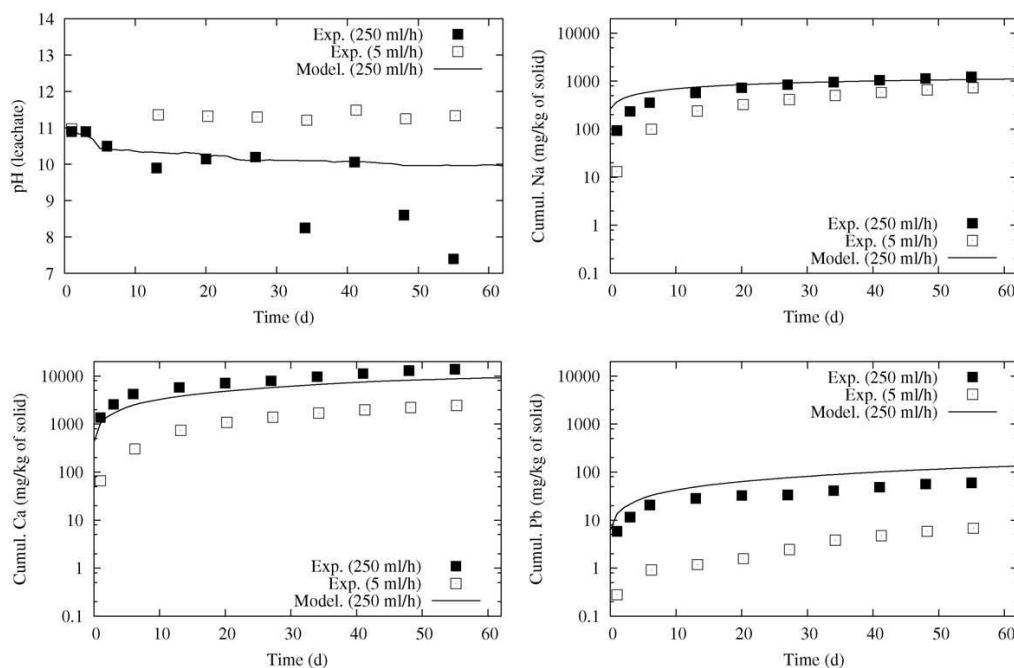 14
13
12
11
10
9
8
7
0
10
20
30
40
50
60
pH (leachate)
Time (d)
Exp. (250 ml/h)
Exp. (5 ml/h)
Model. (250 ml/h)
10000
1000
100
10
1
0.1
0
10
20
30
40
50
60
Cumul. Na (mg/kg of solid)
Time (d)
Exp. (250 ml/h)
Exp. (5 ml/h)
Model. (250 ml/h)
10000
1000
100
10
1
0.1
0
10
20
30
40
50
60
Cumul. Ca (mg/kg of solid)
Time (d)
Exp. (250 ml/h)
Exp. (5 ml/h)
Model. (250 ml/h)
10000
1000
100
10
1
0.1
0
10
20
30
40
50
60
Cumul. Pb (mg/kg of solid)
Time (d)
Exp. (250 ml/h)
Exp. (5 ml/h)
Model. (250 ml/h)